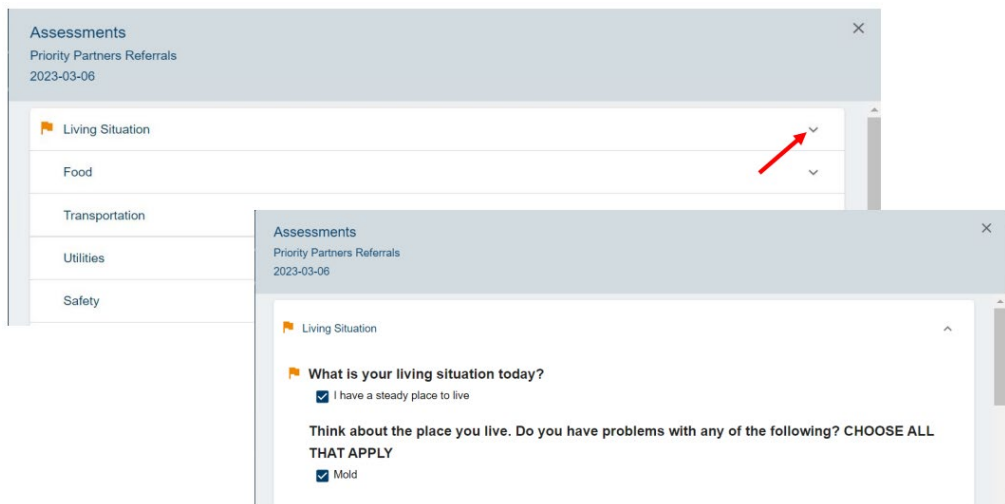 Assessments
Priority Partners Referrals
2023-03-06
Living Situation
Food
Transportation
Utilities
Safety
Assessments
Priority Partners Referrals
2023-03-06
Living Situation
What is your living situation today?
I have a steady place to live
Think about the place you live. Do you have problems with any of the following? CHOOSE ALL
THAT APPLY
Mold